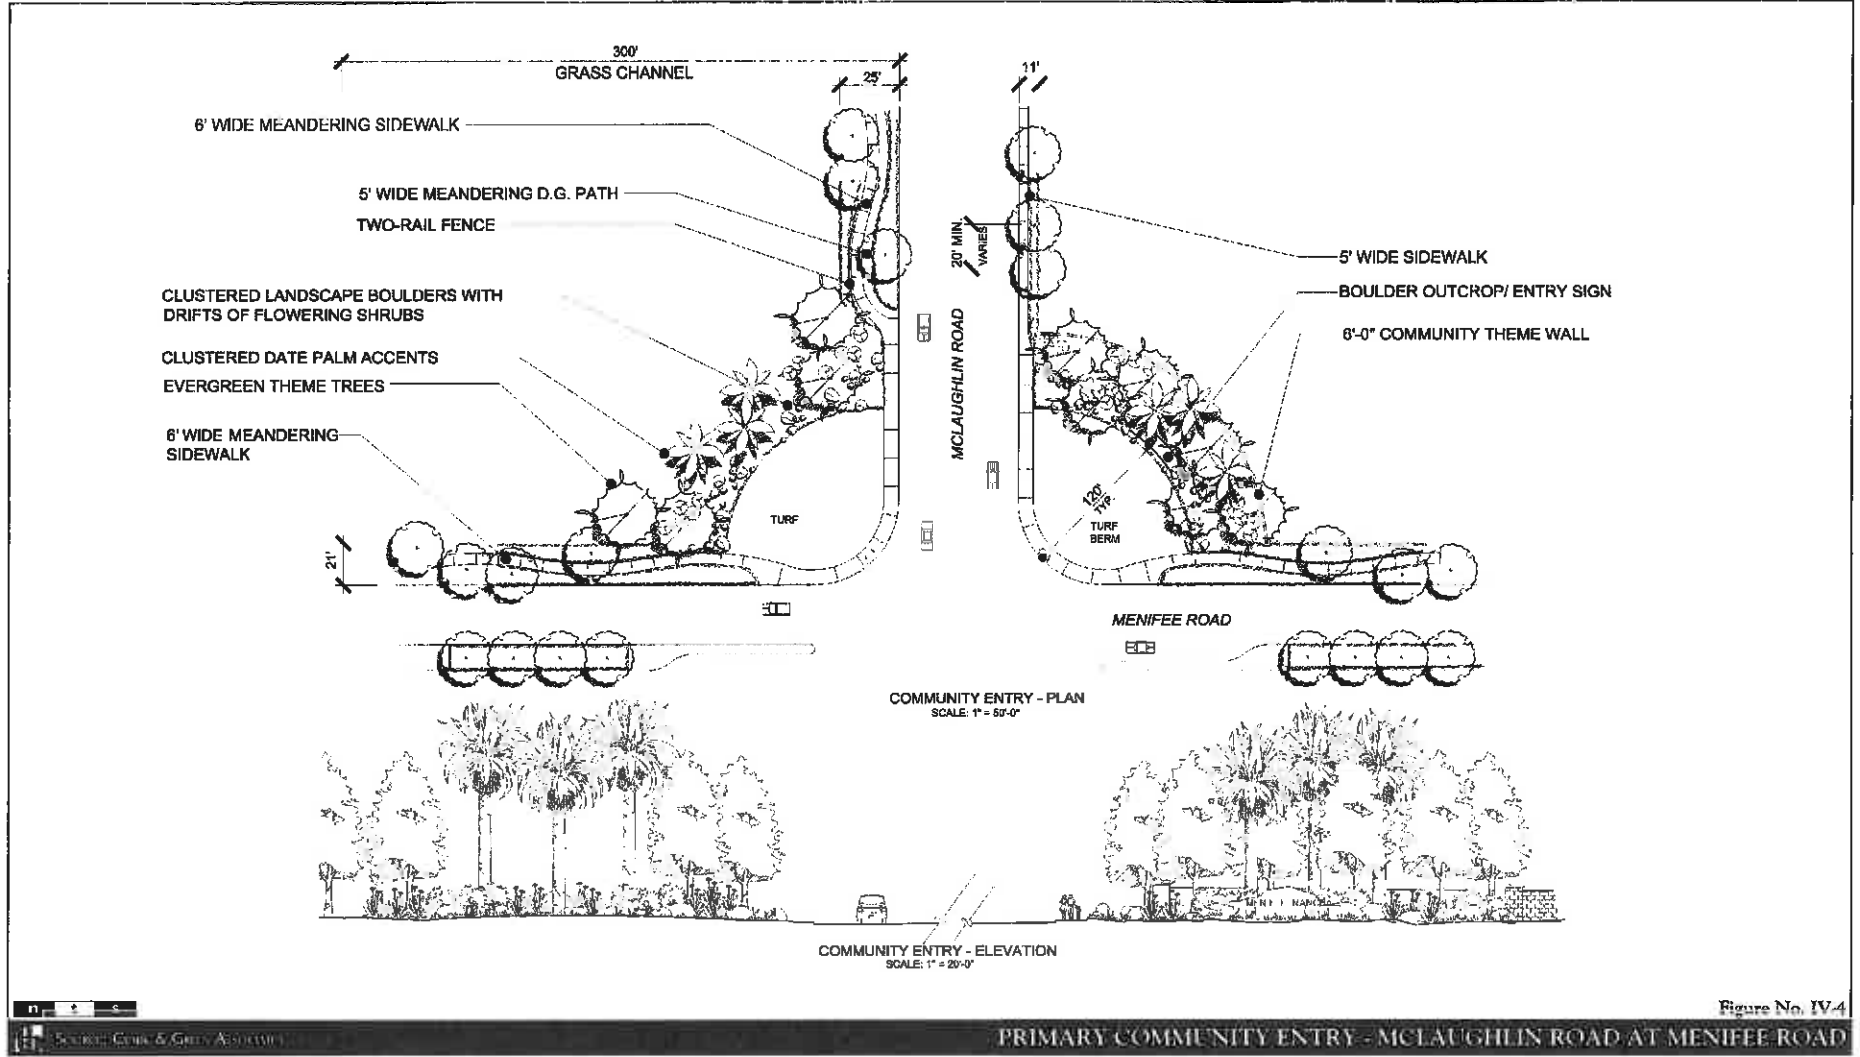 300'
GRASS CHANNEL
25'
11'
6' WIDE MEANDERING SIDEWALK
5' WIDE MEANDERING D.G. PATH
TWO-RAIL FENCE
CLUSTERED LANDSCAPE BOULDERS WITH
DRIFTS OF FLOWERING SHRUBS
CLUSTERED DATE PALM ACCENTS
EVERGREEN THEME TREES
6' WIDE MEANDERING
SIDEWALK
21'
TURF
MCLAUGHLIN ROAD
20' MIN.
VARIES
5' WIDE SIDEWALK
BOULDER OUTCROP/ ENTRY SIGN
6'-0" COMMUNITY THEME WALL
120'
TYP.
TURF
BERM
MENIFEE ROAD
COMMUNITY ENTRY - PLAN
SCALE: 1" = 50'-0"
COMMUNITY ENTRY - ELEVATION
SCALE: 1" = 20'-0"
n t s
Figure No. IV-4
PRIMARY COMMUNITY ENTRY - MCLAUGHLIN ROAD AT MENIFEE ROAD